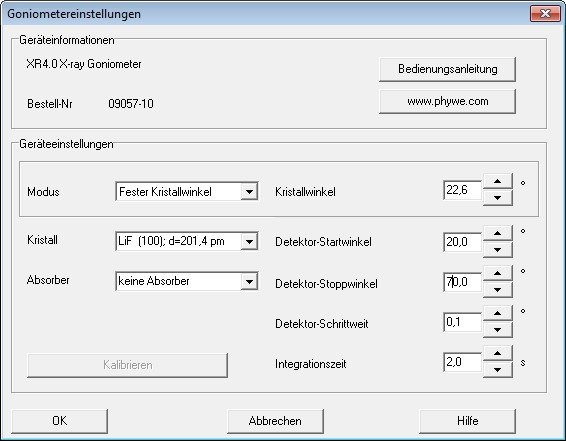 Goniometereinstellungen
Geräteinformationen
XR4.0 X-ray Goniometer
Bedienungsanleitung
Bestell-Nr 09057-10
www.phywe.com
Geräteeinstellungen
Modus Fester Kristallwinkel Kristallwinkel 22,6 °
Kristall LiF (100); d=201,4 pm Detektor-Startwinkel 20,0 °
Absorber keine Absorber Detektor-Stoppwinkel 70,0 °
Detektor-Schrittweit 0,1 °
Kalibrieren Integrationszeit 2,0 s
OK Abbrechen Hilfe